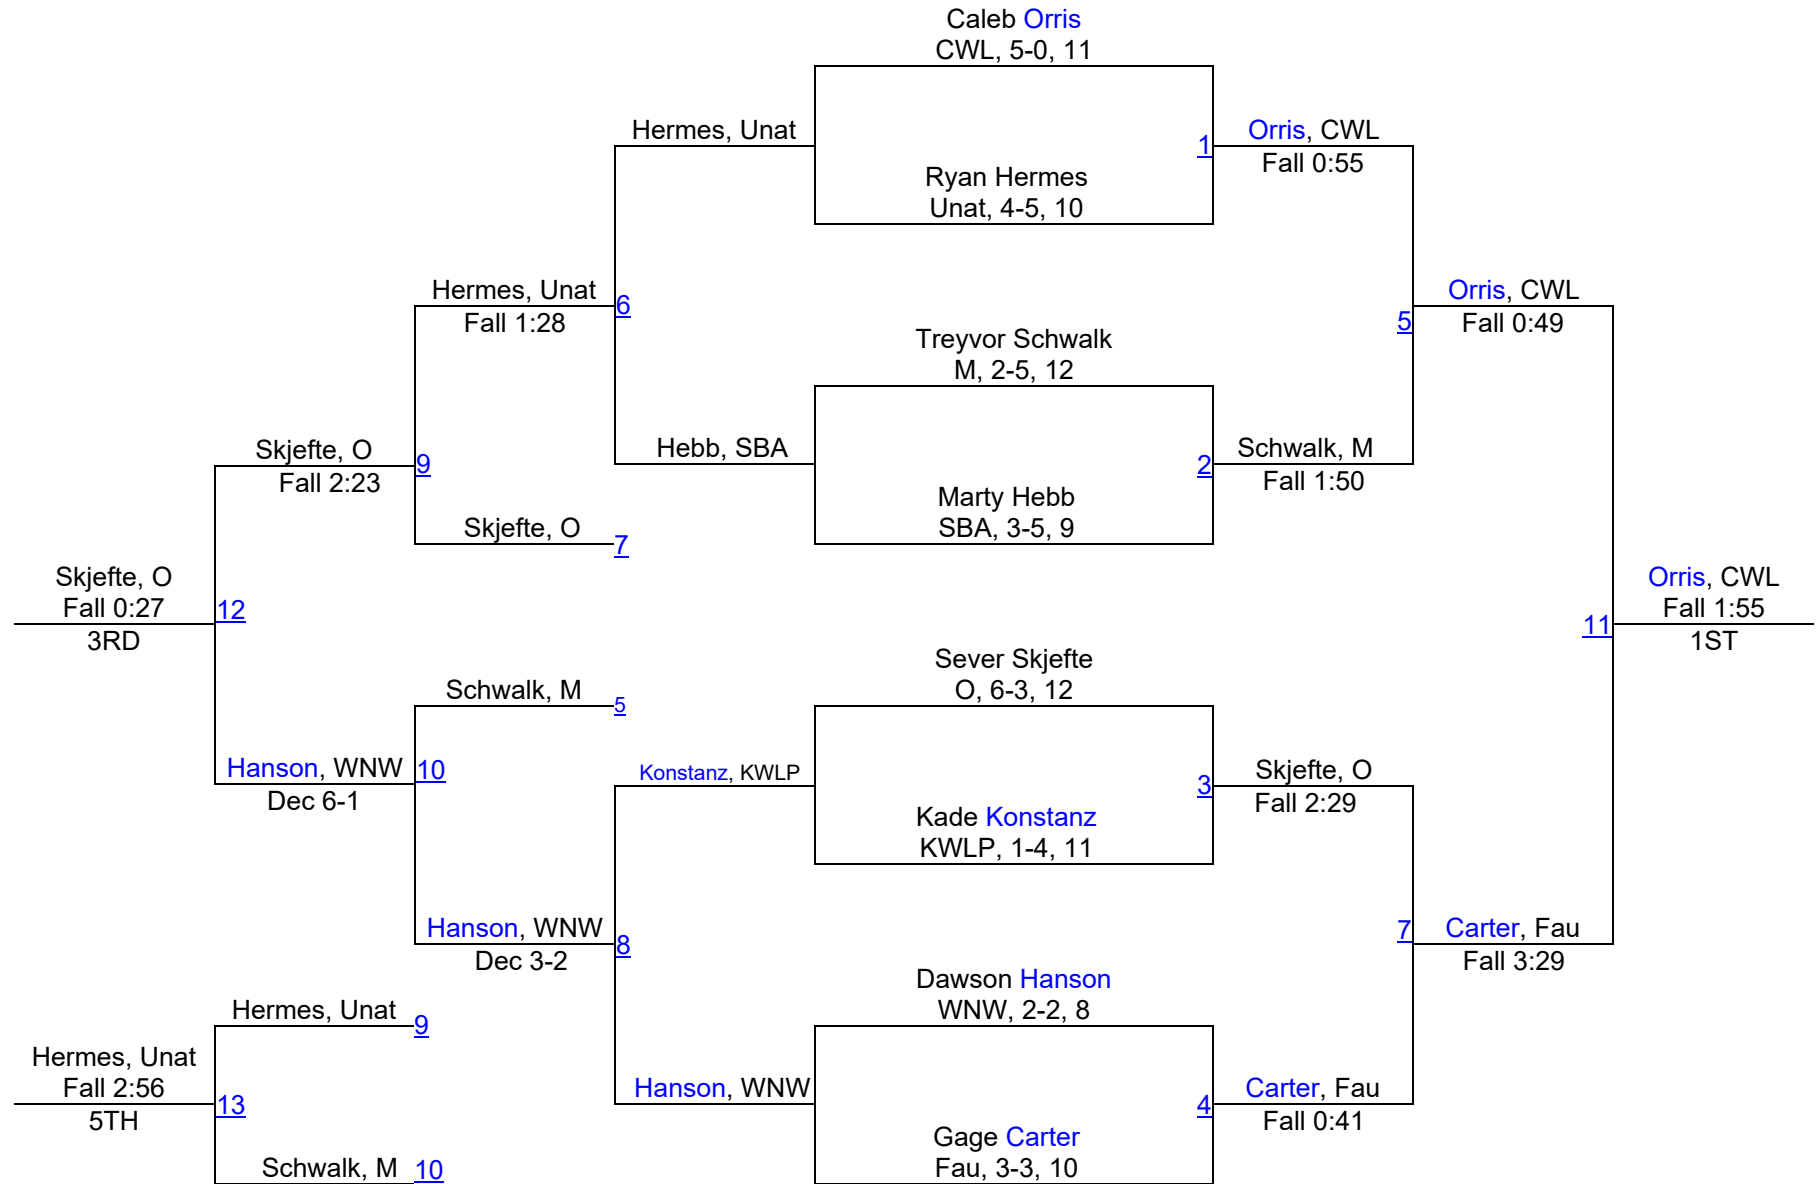 Caleb Orris
CWL, 5-0, 11
Hermes, Unat
1
Orris, CWL
Fall 0:55
Ryan Hermes
Unat, 4-5, 10
Hermes, Unat
Fall 1:28
6
Orris, CWL
Fall 0:49
5
Treyvor Schwalk
M, 2-5, 12
Skjefte, O
Fall 2:23
9
Hebb, SBA
2
Schwalk, M
Fall 1:50
Marty Hebb
SBA, 3-5, 9
Skjefte, O
7
Skjefte, O
Fall 0:27
3RD
12
Orris, CWL
Fall 1:55
1ST
11
Sever Skjefte
O, 6-3, 12
Schwalk, M
5
Hanson, WNW
Dec 6-1
10
Konstanz, KWLP
3
Skjefte, O
Fall 2:29
Kade Konstanz
KWLP, 1-4, 11
Hanson, WNW
Dec 3-2
8
7
Carter, Fau
Fall 3:29
Dawson Hanson
WNW, 2-2, 8
Hermes, Unat
9
Hermes, Unat
Fall 2:56
5TH
13
Hanson, WNW
4
Carter, Fau
Fall 0:41
Gage Carter
Fau, 3-3, 10
Schwalk, M
10